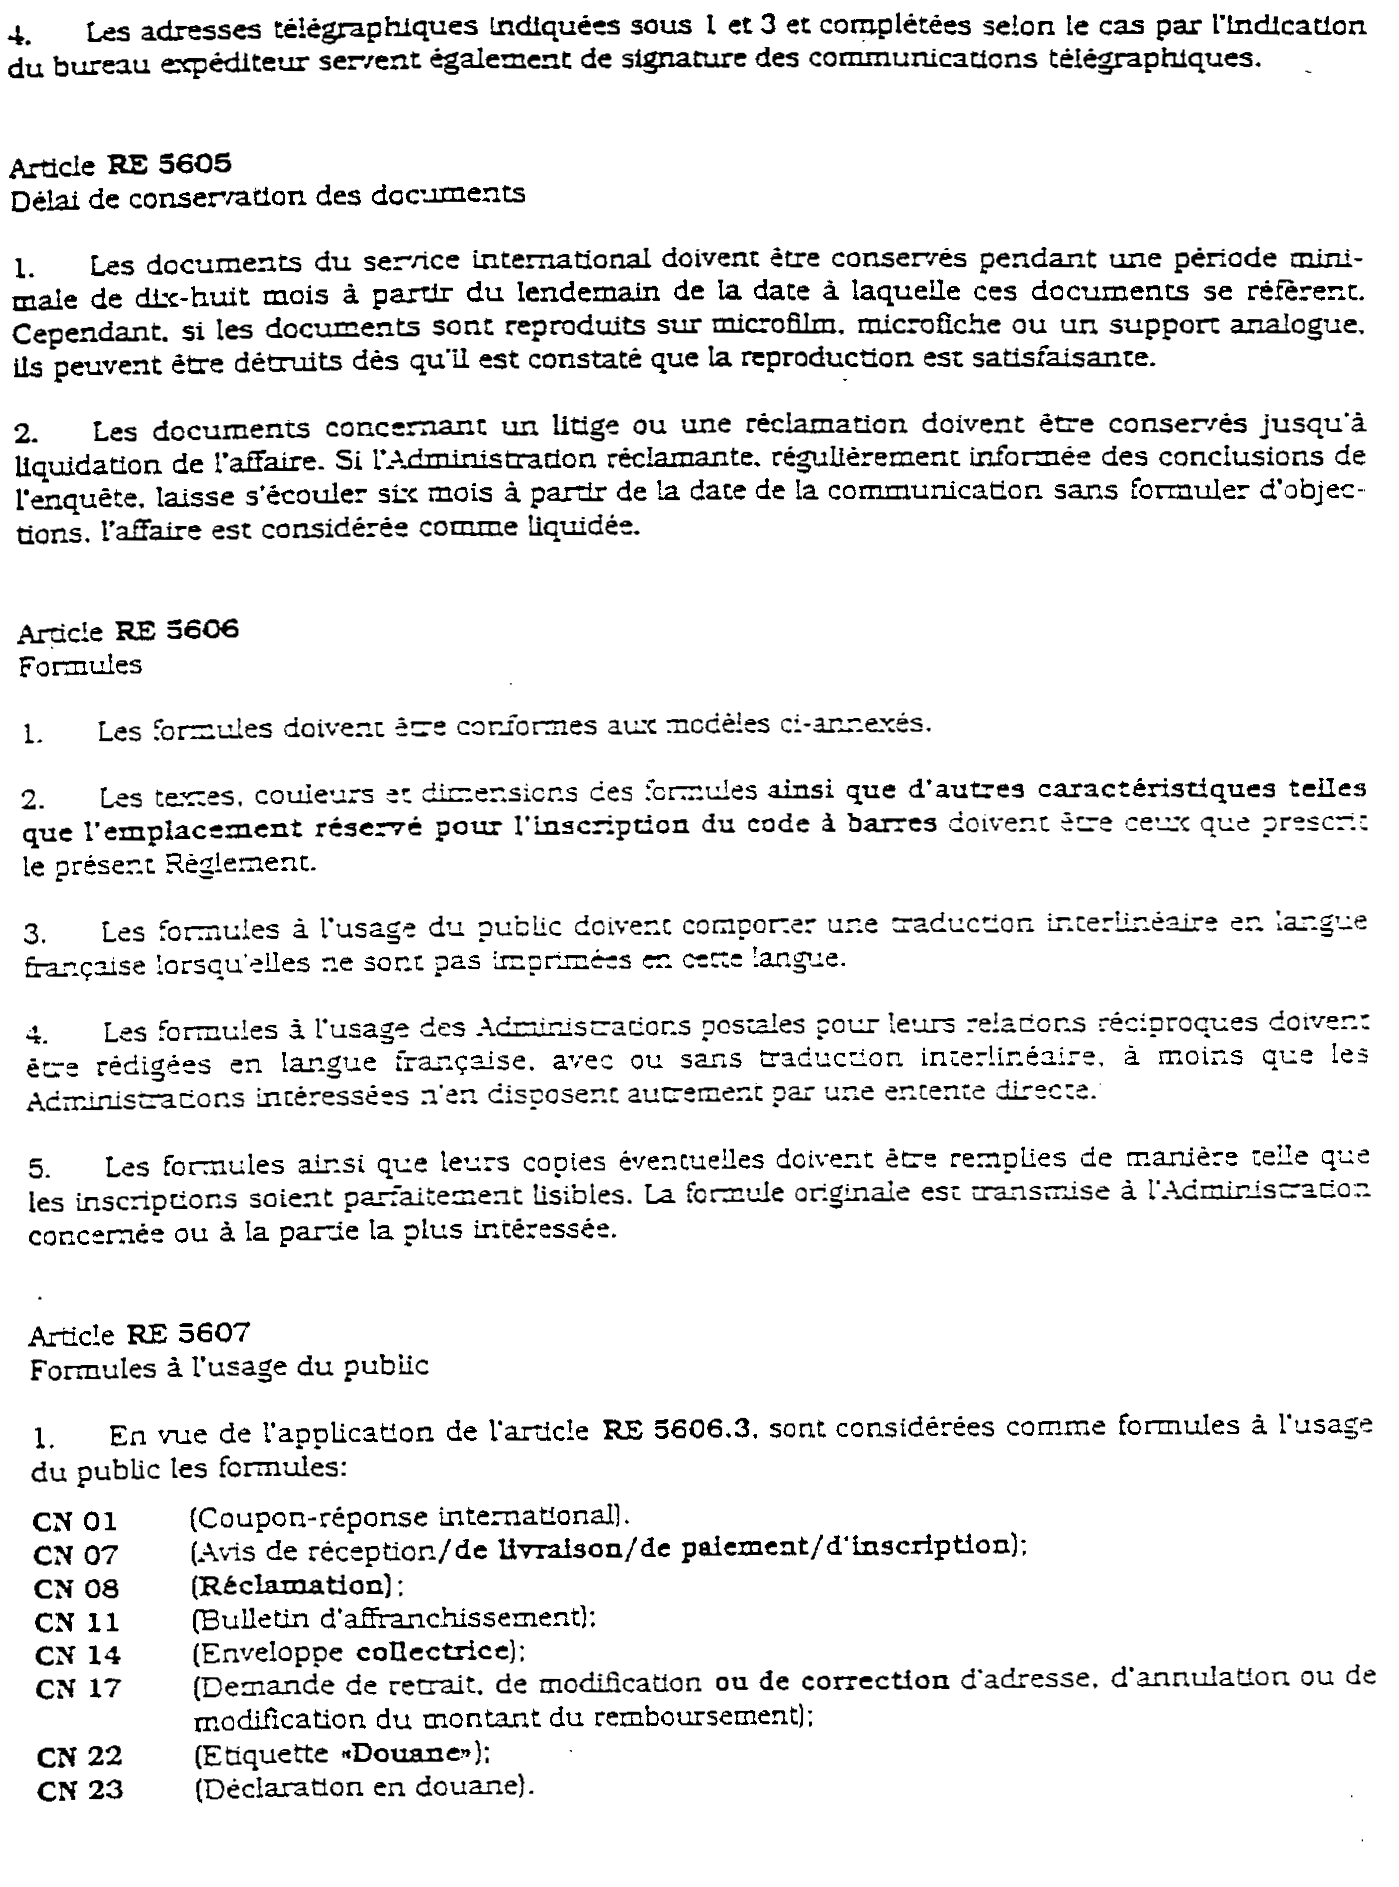 4. Les adresses télégraphiques indiquées sous 1 et 3 et complétées selon le cas par l'indication
du bureau expéditeur servent également de signature des communications télégraphiques.
Article RE 5605
Délai de conservation des documents
1. Les documents du service international doivent être conservés pendant une période mini-
male de dix-huit mois à partir du lendemain de la date à laquelle ces documents se réfèrent.
Cependant, si les documents sont reproduits sur microfilm, microfiche ou un support analogue,
ils peuvent être détruits dès qu'il est constaté que la reproduction est satisfaisante.
2. Les documents concernant un litige ou une réclamation doivent être conservés jusqu'à
liquidation de l'affaire. Si l'Administration réclamante, régulièrement informée des conclusions de
l'enquête, laisse s'écouler six mois à partir de la date de la communication sans formuler d'objec-
tions, l'affaire est considérée comme liquidée.
Article RE 5606
Formules
1. Les formules doivent être conformes aux modèles ci-annexés.
2. Les textes, couleurs et dimensions des formules ainsi que d'autres caractéristiques telles
que l'emplacement réservé pour l'inscription du code à barres doivent être ceux que prescrit
le présent Règlement.
3. Les formules à l'usage du public doivent comporter une traduction interlinéaire en langue
française lorsqu'elles ne sont pas imprimées en cette langue.
4. Les formules à l'usage des Administrations postales pour leurs relations réciproques doivent
être rédigées en langue française, avec ou sans traduction interlinéaire, à moins que les
Administrations intéressées n'en disposent autrement par une entente directe.
5. Les formules ainsi que leurs copies éventuelles doivent être remplies de manière telle que
les inscriptions soient parfaitement lisibles. La formule originale est transmise à l'Administration
concernée ou à la partie la plus intéressée.
Article RE 5607
Formules à l'usage du public
1. En vue de l'application de l'article RE 5606.3, sont considérées comme formules à l'usage
du public les formules:
CN 01 (Coupon-réponse international).
CN 07 (Avis de réception/de livraison/de paiement/d'inscription);
CN 08 (Réclamation);
CN 11 (Bulletin d'affranchissement);
CN 14 (Enveloppe collectrice);
CN 17 (Demande de retrait, de modification ou de correction d'adresse, d'annulation ou de
modification du montant du remboursement);
CN 22 (Etiquette «Douane»);
CN 23 (Déclaration en douane).